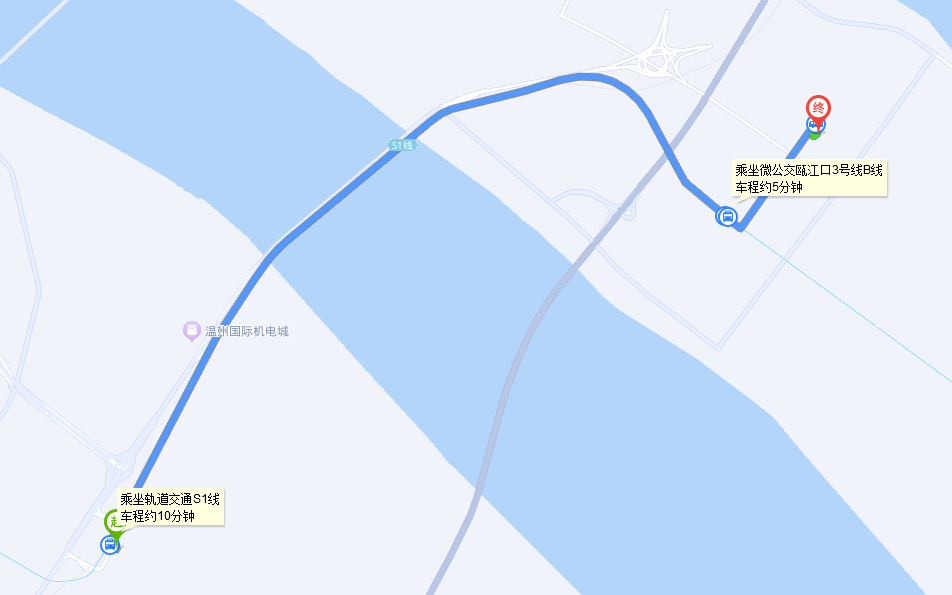 终
S1线
乘坐微公交瓯江口3号线B线
车程约5分钟
温州国际机电城
乘坐轨道交通S1线
车程约10分钟
起